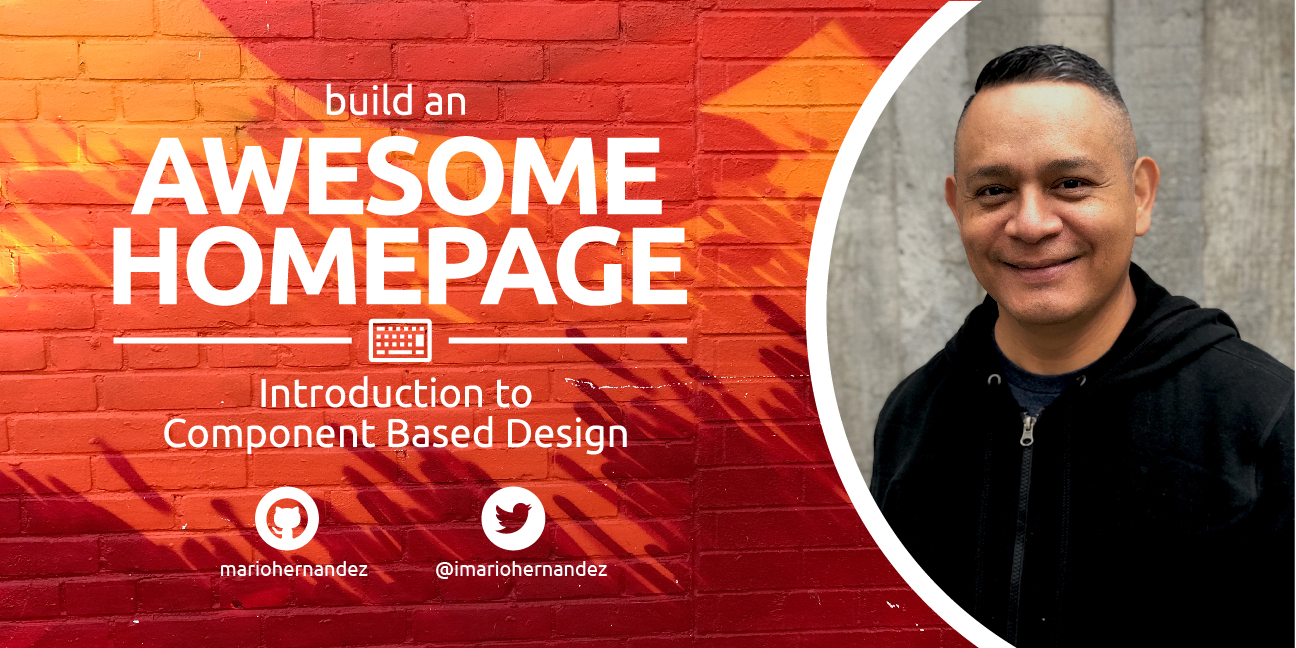 build an
AWESOME
HOMEPAGE
Introduction to
Component Based Design
mariohernandez
@imariohernandez